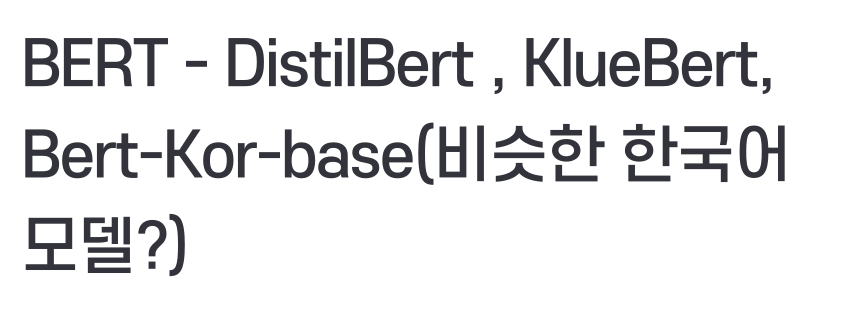 BERT - DistilBert , KlueBert,
Bert-Kor-base(비슷한 한국어
모델?)